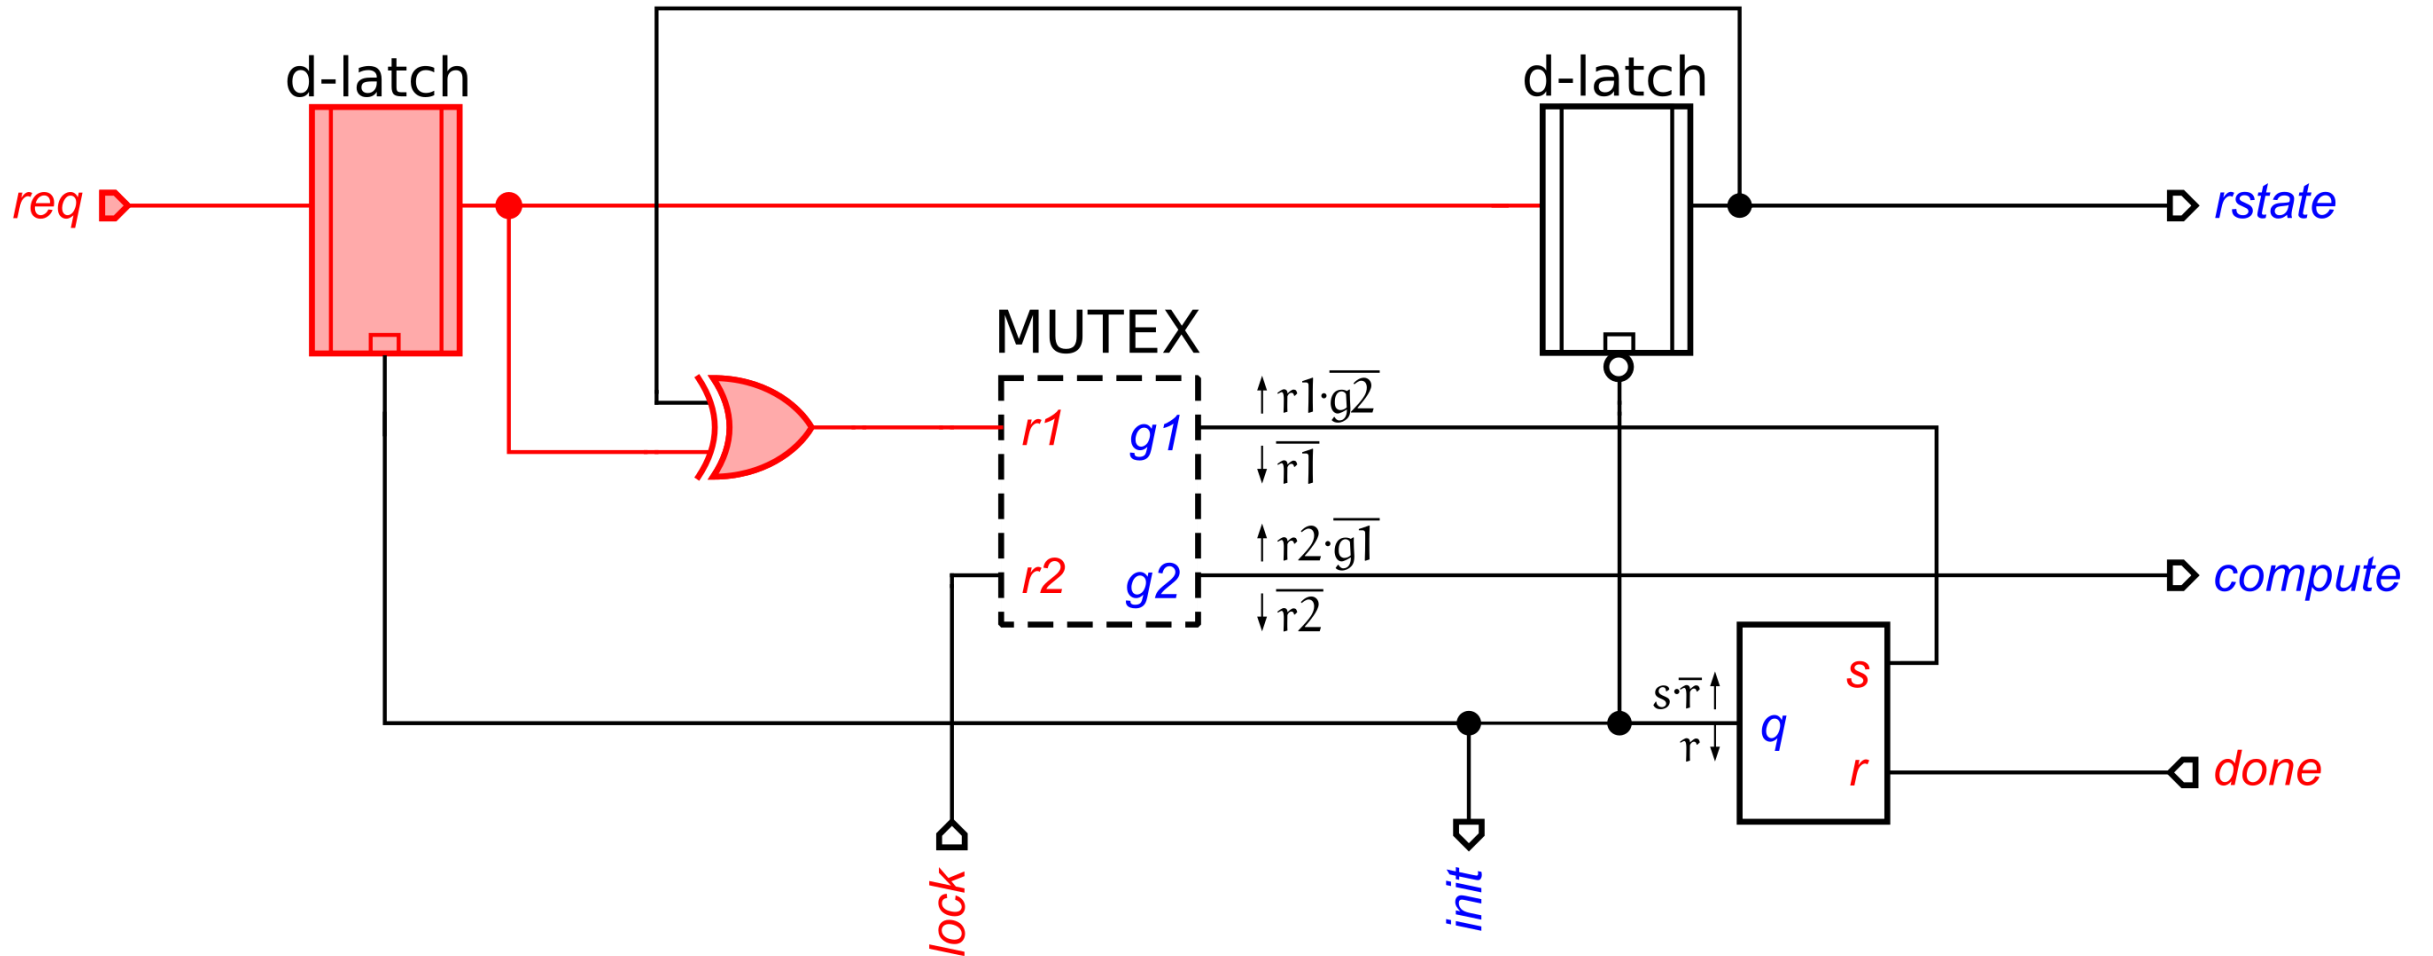 d-latch
d-latch
req
rstate
MUTEX
r1
g1
↑ r1·g2̅
↓ r1̅
r2
g2
↑ r2·g1̅
↓ r2̅
compute
s
s·r̅ ↑
q
r ↓
r
done
lock
init